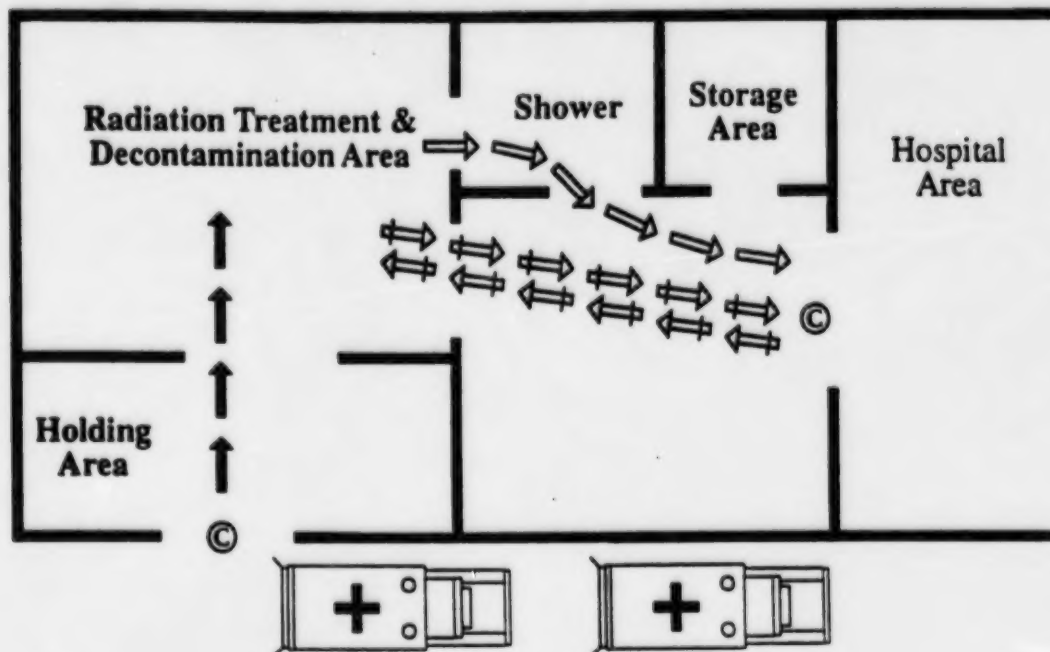 Radiation Treatment &
Decontamination Area
Shower
Storage
Area
Hospital
Area
©
Holding
Area
©